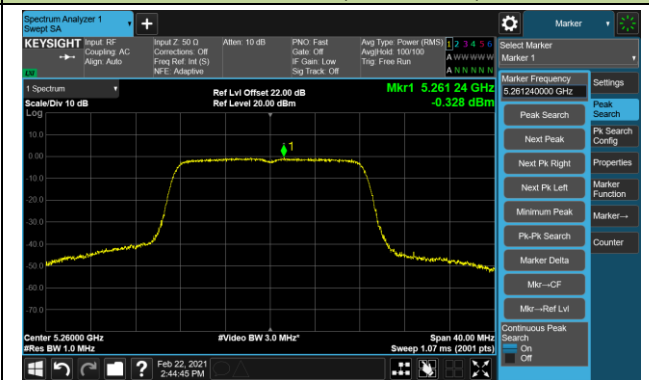 Spectrum Analyzer 1
Swept SA
Marker
KEYSIGHT
Input: RF
Coupling: AC
Align: Auto
Input Z: 50 Ω
Corrections: Off
Freq Ref: Int (S)
NFE: Adaptive
Atten: 10 dB
PNO: Fast
Gate: Off
IF Gain: Low
Sig Track: Off
Avg Type: Power (RMS)
Avg|Hold: 100/100
Trig: Free Run
1 2 3 4 5 6
A W W W W W
A N N N N N
Select Marker
Marker 1
1 Spectrum
Scale/Div 10 dB
Log
Ref Lvl Offset 22.00 dB
Ref Level 20.00 dBm
Mkr1 5.261 24 GHz
-0.328 dBm
Marker Frequency
5.261240000 GHz
Peak Search
Next Peak
Next Pk Right
Next Pk Left
Minimum Peak
Pk-Pk Search
Marker Delta
Mkr→CF
Mkr→Ref Lvl
Continuous Peak
Search
On
Off
Settings
Peak
Search
Pk Search
Config
Properties
Marker
Function
Marker→
Counter
10.0
0.00
-10.0
-20.0
-30.0
-40.0
-50.0
-60.0
-70.0
1
Center 5.26000 GHz
#Res BW 1.0 MHz
#Video BW 3.0 MHz*
Span 40.00 MHz
Sweep 1.07 ms (2001 pts)
Feb 22, 2021
2:44:45 PM